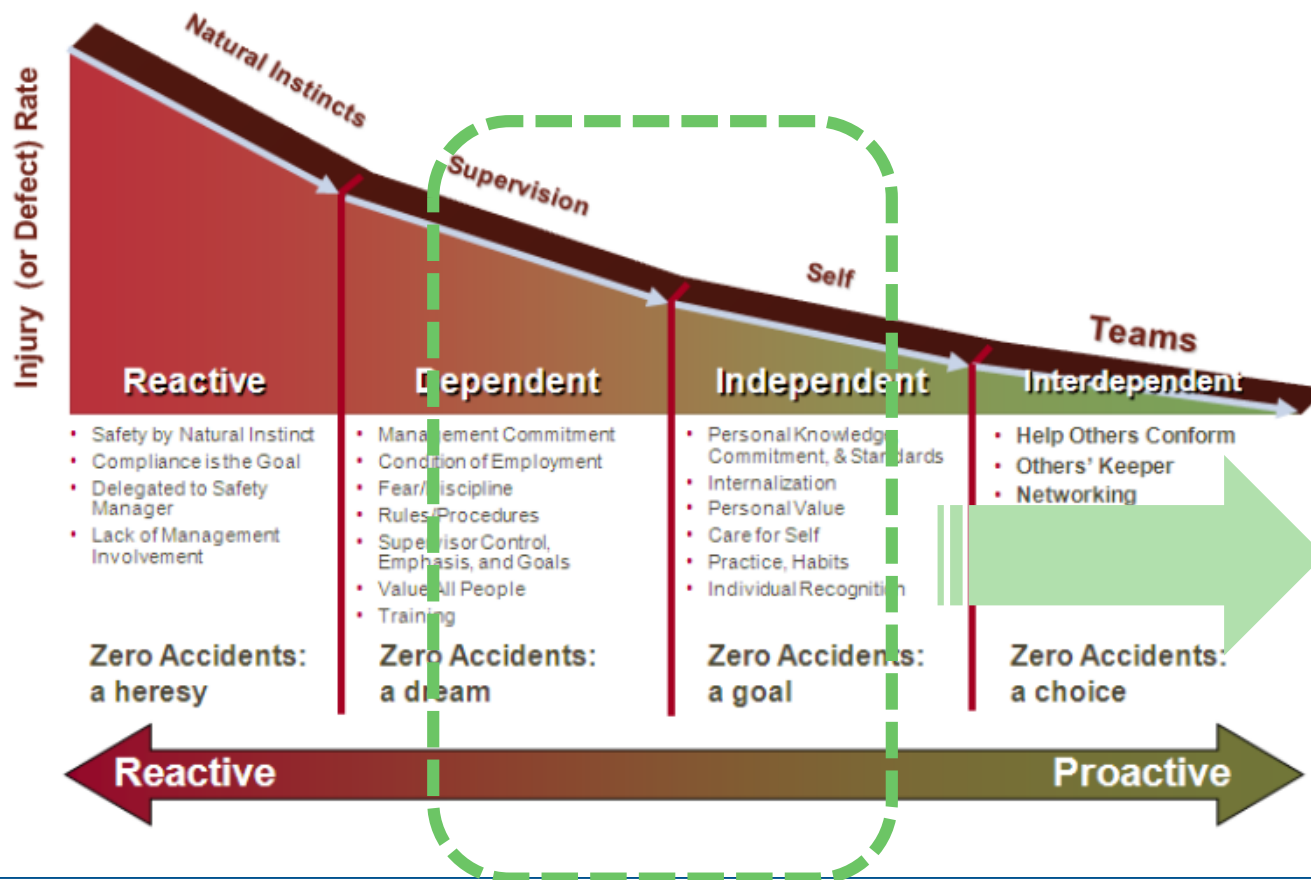 Injury (or Defect) Rate
Natural Instincts
Supervision
Self
Teams
Reactive
• Safety by Natural Instinct
• Compliance is the Goal
• Delegated to Safety
Manager
• Lack of Management
Involvement
Zero Accidents:
a heresy
Dependent
• Management Commitment
• Condition of Employment
• Fear/Discipline
• Rules/Procedures
• Supervisor Control,
Emphasis, and Goals
• Value All People
• Training
Zero Accidents:
a dream
Independent
• Personal Knowledge,
Commitment, & Standards
• Internalization
• Personal Value
• Care for Self
• Practice, Habits
• Individual Recognition
Zero Accidents:
a goal
Interdependent
• Help Others Conform
• Others' Keeper
• Networking
Zero Accidents:
a choice
Reactive
Proactive